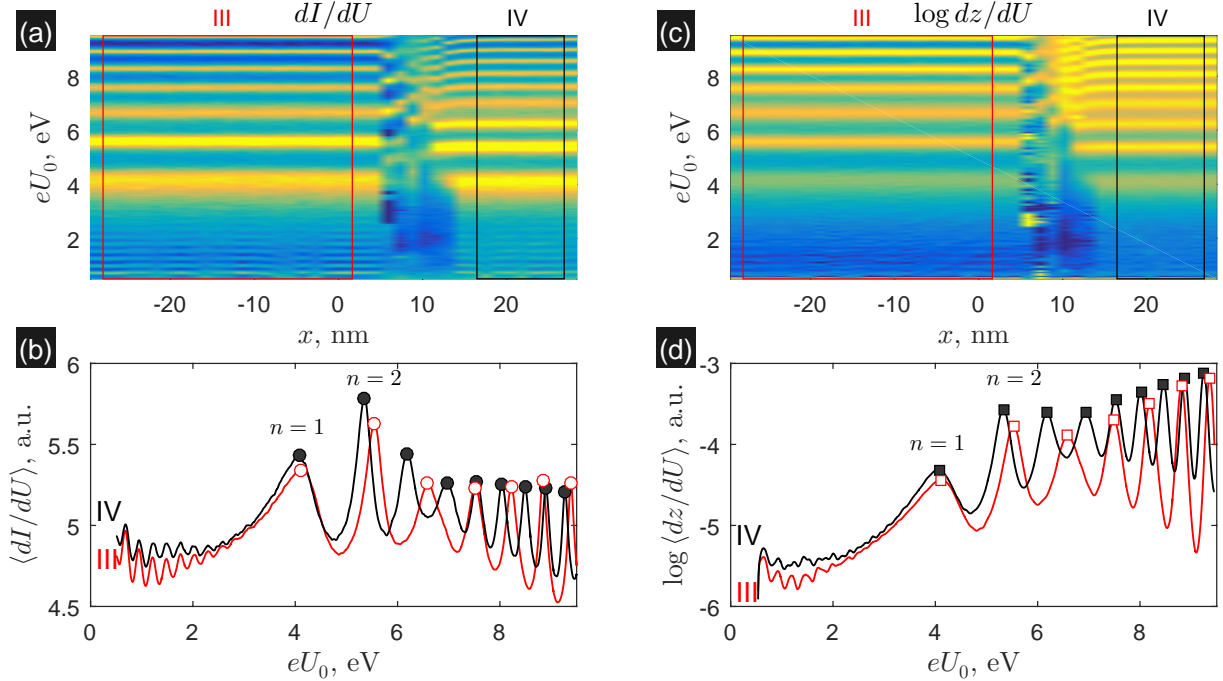 (a) III dI/dU IV
8
6
4
2
eU₀, eV
-20 -10 0 10 20
x, nm
(c) III log dz/dU IV
8
6
4
2
eU₀, eV
-20 -10 0 10 20
x, nm
(b)
6
5.5
5
4.5
⟨dI/dU⟩, a.u.
n = 2
n = 1
IV
III
0 2 4 6 8
eU₀, eV
(d)
-3
-4
-5
-6
log ⟨dz/dU⟩, a.u.
n = 2
n = 1
IV
III
0 2 4 6 8
eU₀, eV